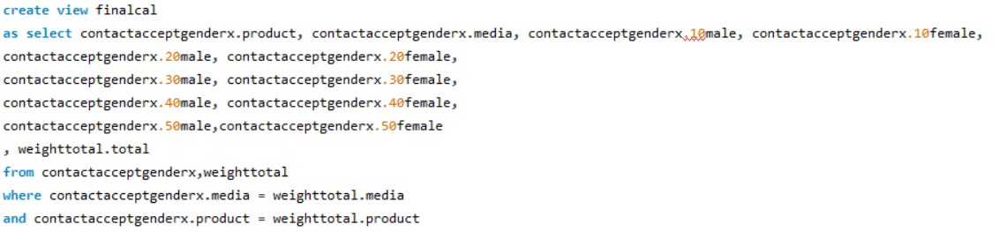 create view finalcal
as select contactacceptgenderx.product, contactacceptgenderx.media, contactacceptgenderx.10male, contactacceptgenderx.10female,
contactacceptgenderx.20male, contactacceptgenderx.20female,
contactacceptgenderx.30male, contactacceptgenderx.30female,
contactacceptgenderx.40male, contactacceptgenderx.40female,
contactacceptgenderx.50male,contactacceptgenderx.50female
, weighttotal.total
from contactacceptgenderx,weighttotal
where contactacceptgenderx.media = weighttotal.media
and contactacceptgenderx.product = weighttotal.product